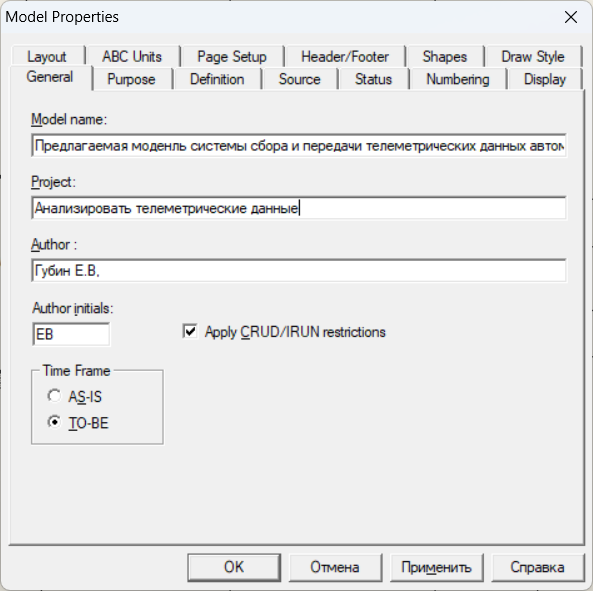 Model Properties
Layout ABC Units Page Setup Header/Footer Shapes Draw Style
General Purpose Definition Source Status Numbering Display
Model name:
Предлагаемая моденль системы сбора и передачи телеметрических данных автом
Project:
Анализировать телеметрические данные
Author :
Губин Е.В,
Author initials:
ЕВ
Apply CRUD/IRUN restrictions
Time Frame
AS-IS
TO-BE
OK Отмена Применить Справка